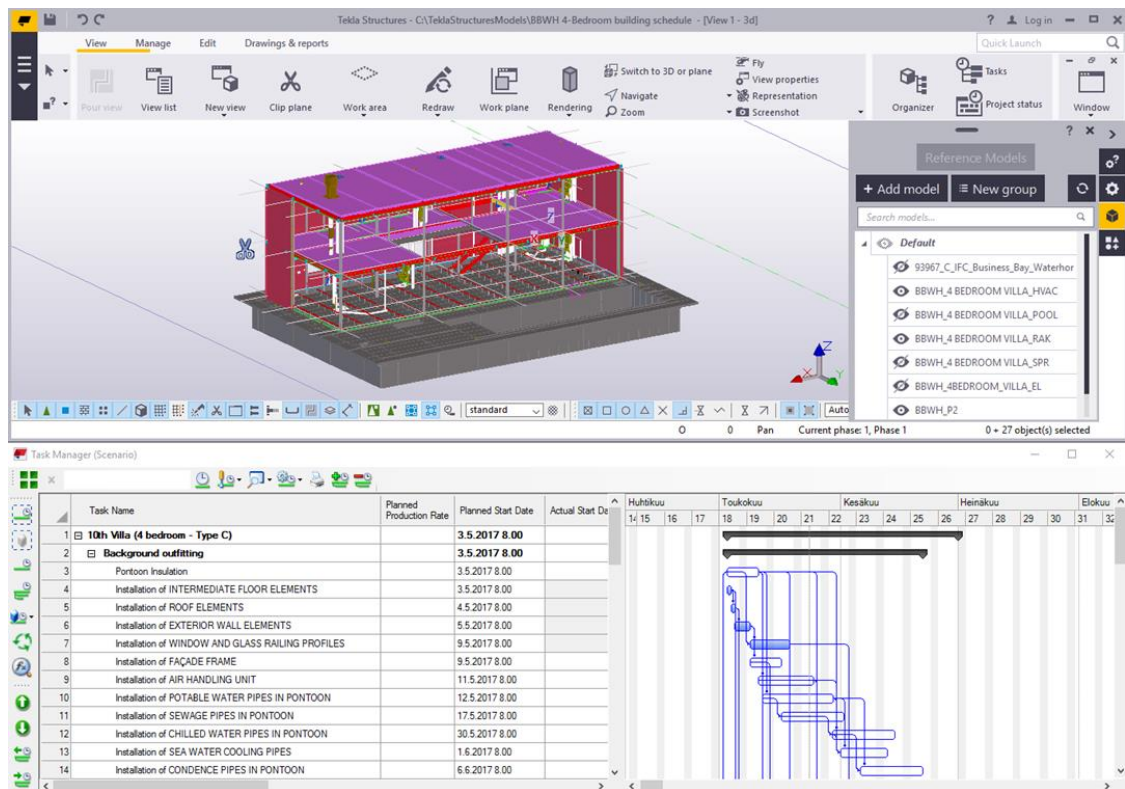 Tekla Structures - C:\TeklaStructuresModels\BBWH 4-Bedroom building schedule - [View 1 - 3d]
? Log in
View Manage Edit Drawings & reports
Quick Launch
Pour view
View list
New view
Clip plane
Work area
Redraw
Work plane
Rendering
Switch to 3D or plane
Navigate
Zoom
Fly
View properties
Representation
Screenshot
Organizer
Tasks
Project status
Window
Reference Models
+ Add model
New group
Search models...
Default
93967_C_IFC_Business_Bay_Waterhor
BBWH_4 BEDROOM VILLA_HVAC
BBWH_4 BEDROOM VILLA_POOL
BBWH_4 BEDROOM VILLA_RAK
BBWH_4 BEDROOM VILLA_SPR
BBWH_4BEDROOM_VILLA_EL
BBWH_P2
Z
X
Y
standard
Auto
O 0 Pan Current phase: 1, Phase 1 0 + 27 object(s) selected
Task Manager (Scenario)
Task Name Planned Production Rate Planned Start Date Actual Start Da
Huhtikuu Toukokuu Kesäkuu Heinäkuu Elokuu
14 15 16 17 18 19 20 21 22 23 24 25 26 27 28 29 30 31 32
1 10th Villa (4 bedroom - Type C) 3.5.2017 8.00
2 Background outfitting 3.5.2017 8.00
3 Pontoon Insulation 3.5.2017 8.00
4 Installation of INTERMEDIATE FLOOR ELEMENTS 3.5.2017 8.00
5 Installation of ROOF ELEMENTS 4.5.2017 8.00
6 Installation of EXTERIOR WALL ELEMENTS 5.5.2017 8.00
7 Installation of WINDOW AND GLASS RAILING PROFILES 9.5.2017 8.00
8 Installation of FAÇADE FRAME 9.5.2017 8.00
9 Installation of AIR HANDLING UNIT 11.5.2017 8.00
10 Installation of POTABLE WATER PIPES IN PONTOON 12.5.2017 8.00
11 Installation of SEWAGE PIPES IN PONTOON 17.5.2017 8.00
12 Installation of CHILLED WATER PIPES IN PONTOON 30.5.2017 8.00
13 Installation of SEA WATER COOLING PIPES 1.6.2017 8.00
14 Installation of CONDENCE PIPES IN PONTOON 6.6.2017 8.00